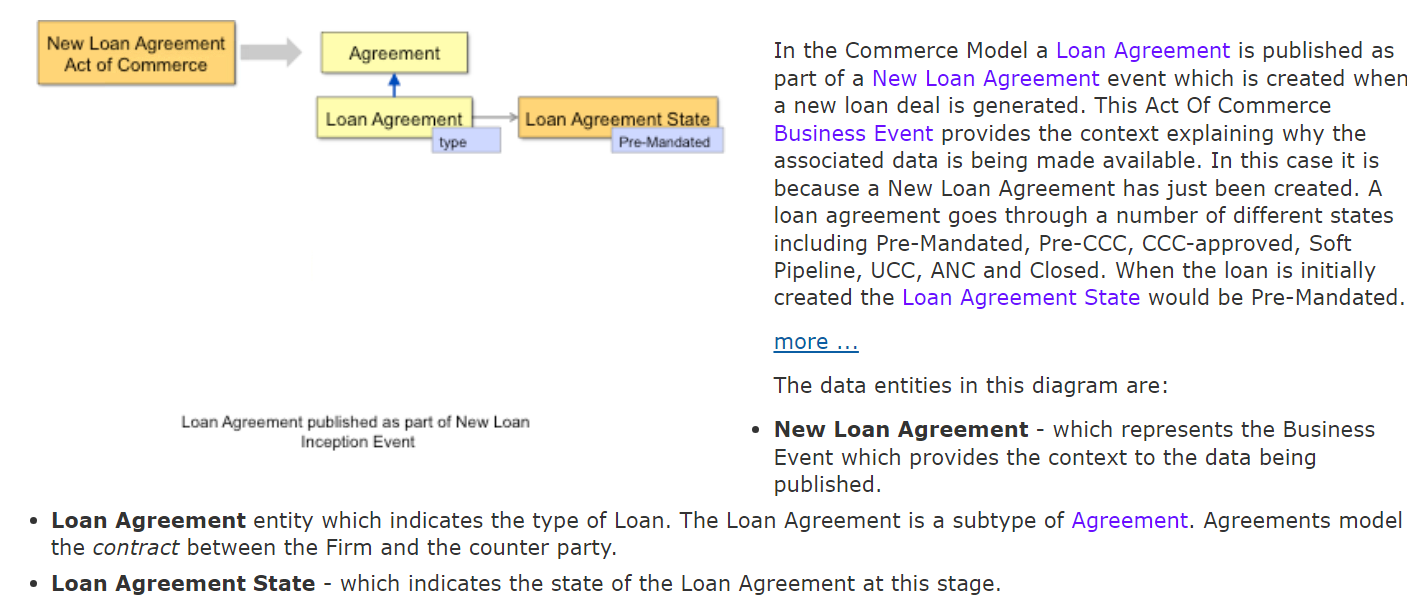 New Loan Agreement
Act of Commerce
Agreement
Loan Agreement
type
Loan Agreement State
Pre-Mandated
Loan Agreement published as part of New Loan
Inception Event
In the Commerce Model a Loan Agreement is published as
part of a New Loan Agreement event which is created when
a new loan deal is generated. This Act Of Commerce
Business Event provides the context explaining why the
associated data is being made available. In this case it is
because a New Loan Agreement has just been created. A
loan agreement goes through a number of different states
including Pre-Mandated, Pre-CCC, CCC-approved, Soft
Pipeline, UCC, ANC and Closed. When the loan is initially
created the Loan Agreement State would be Pre-Mandated.
more ...
The data entities in this diagram are:
• New Loan Agreement - which represents the Business
Event which provides the context to the data being
published.
• Loan Agreement entity which indicates the type of Loan. The Loan Agreement is a subtype of Agreement. Agreements model
the contract between the Firm and the counter party.
• Loan Agreement State - which indicates the state of the Loan Agreement at this stage.